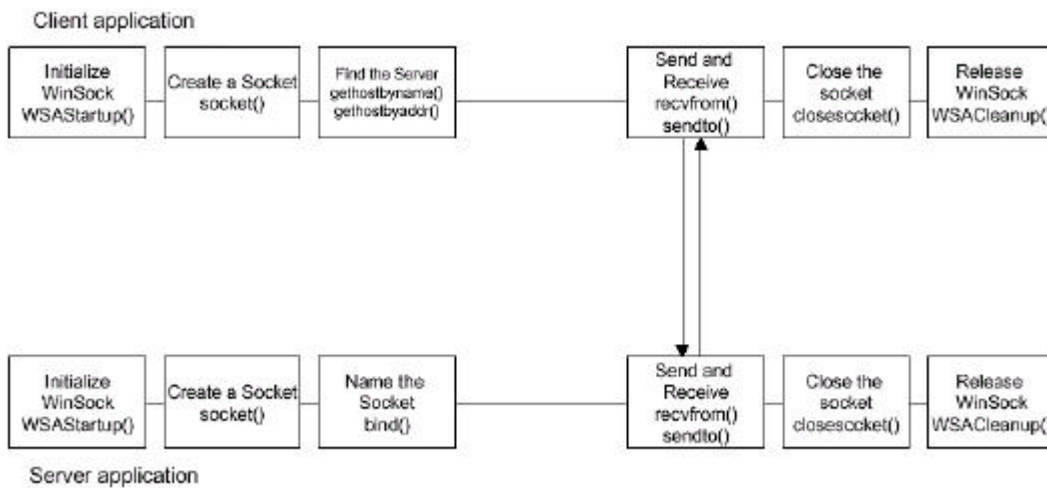 Client application
Initialize
WinSock
WSAStartup()
Create a Socket
socket()
Find the Server
gethostbyname()
gethostbyaddr()
Send and
Receive
recvfrom()
sendto()
Close the
socket
closesocket()
Release
WinSock
WSACleanup(
Initialize
WinSock
WSAStartup()
Create a Socket
socket()
Name the
Socket
bind()
Send and
Receive
recvfrom()
sendto()
Close the
socket
closesocket()
Release
WinSock
WSACleanup(
Server application